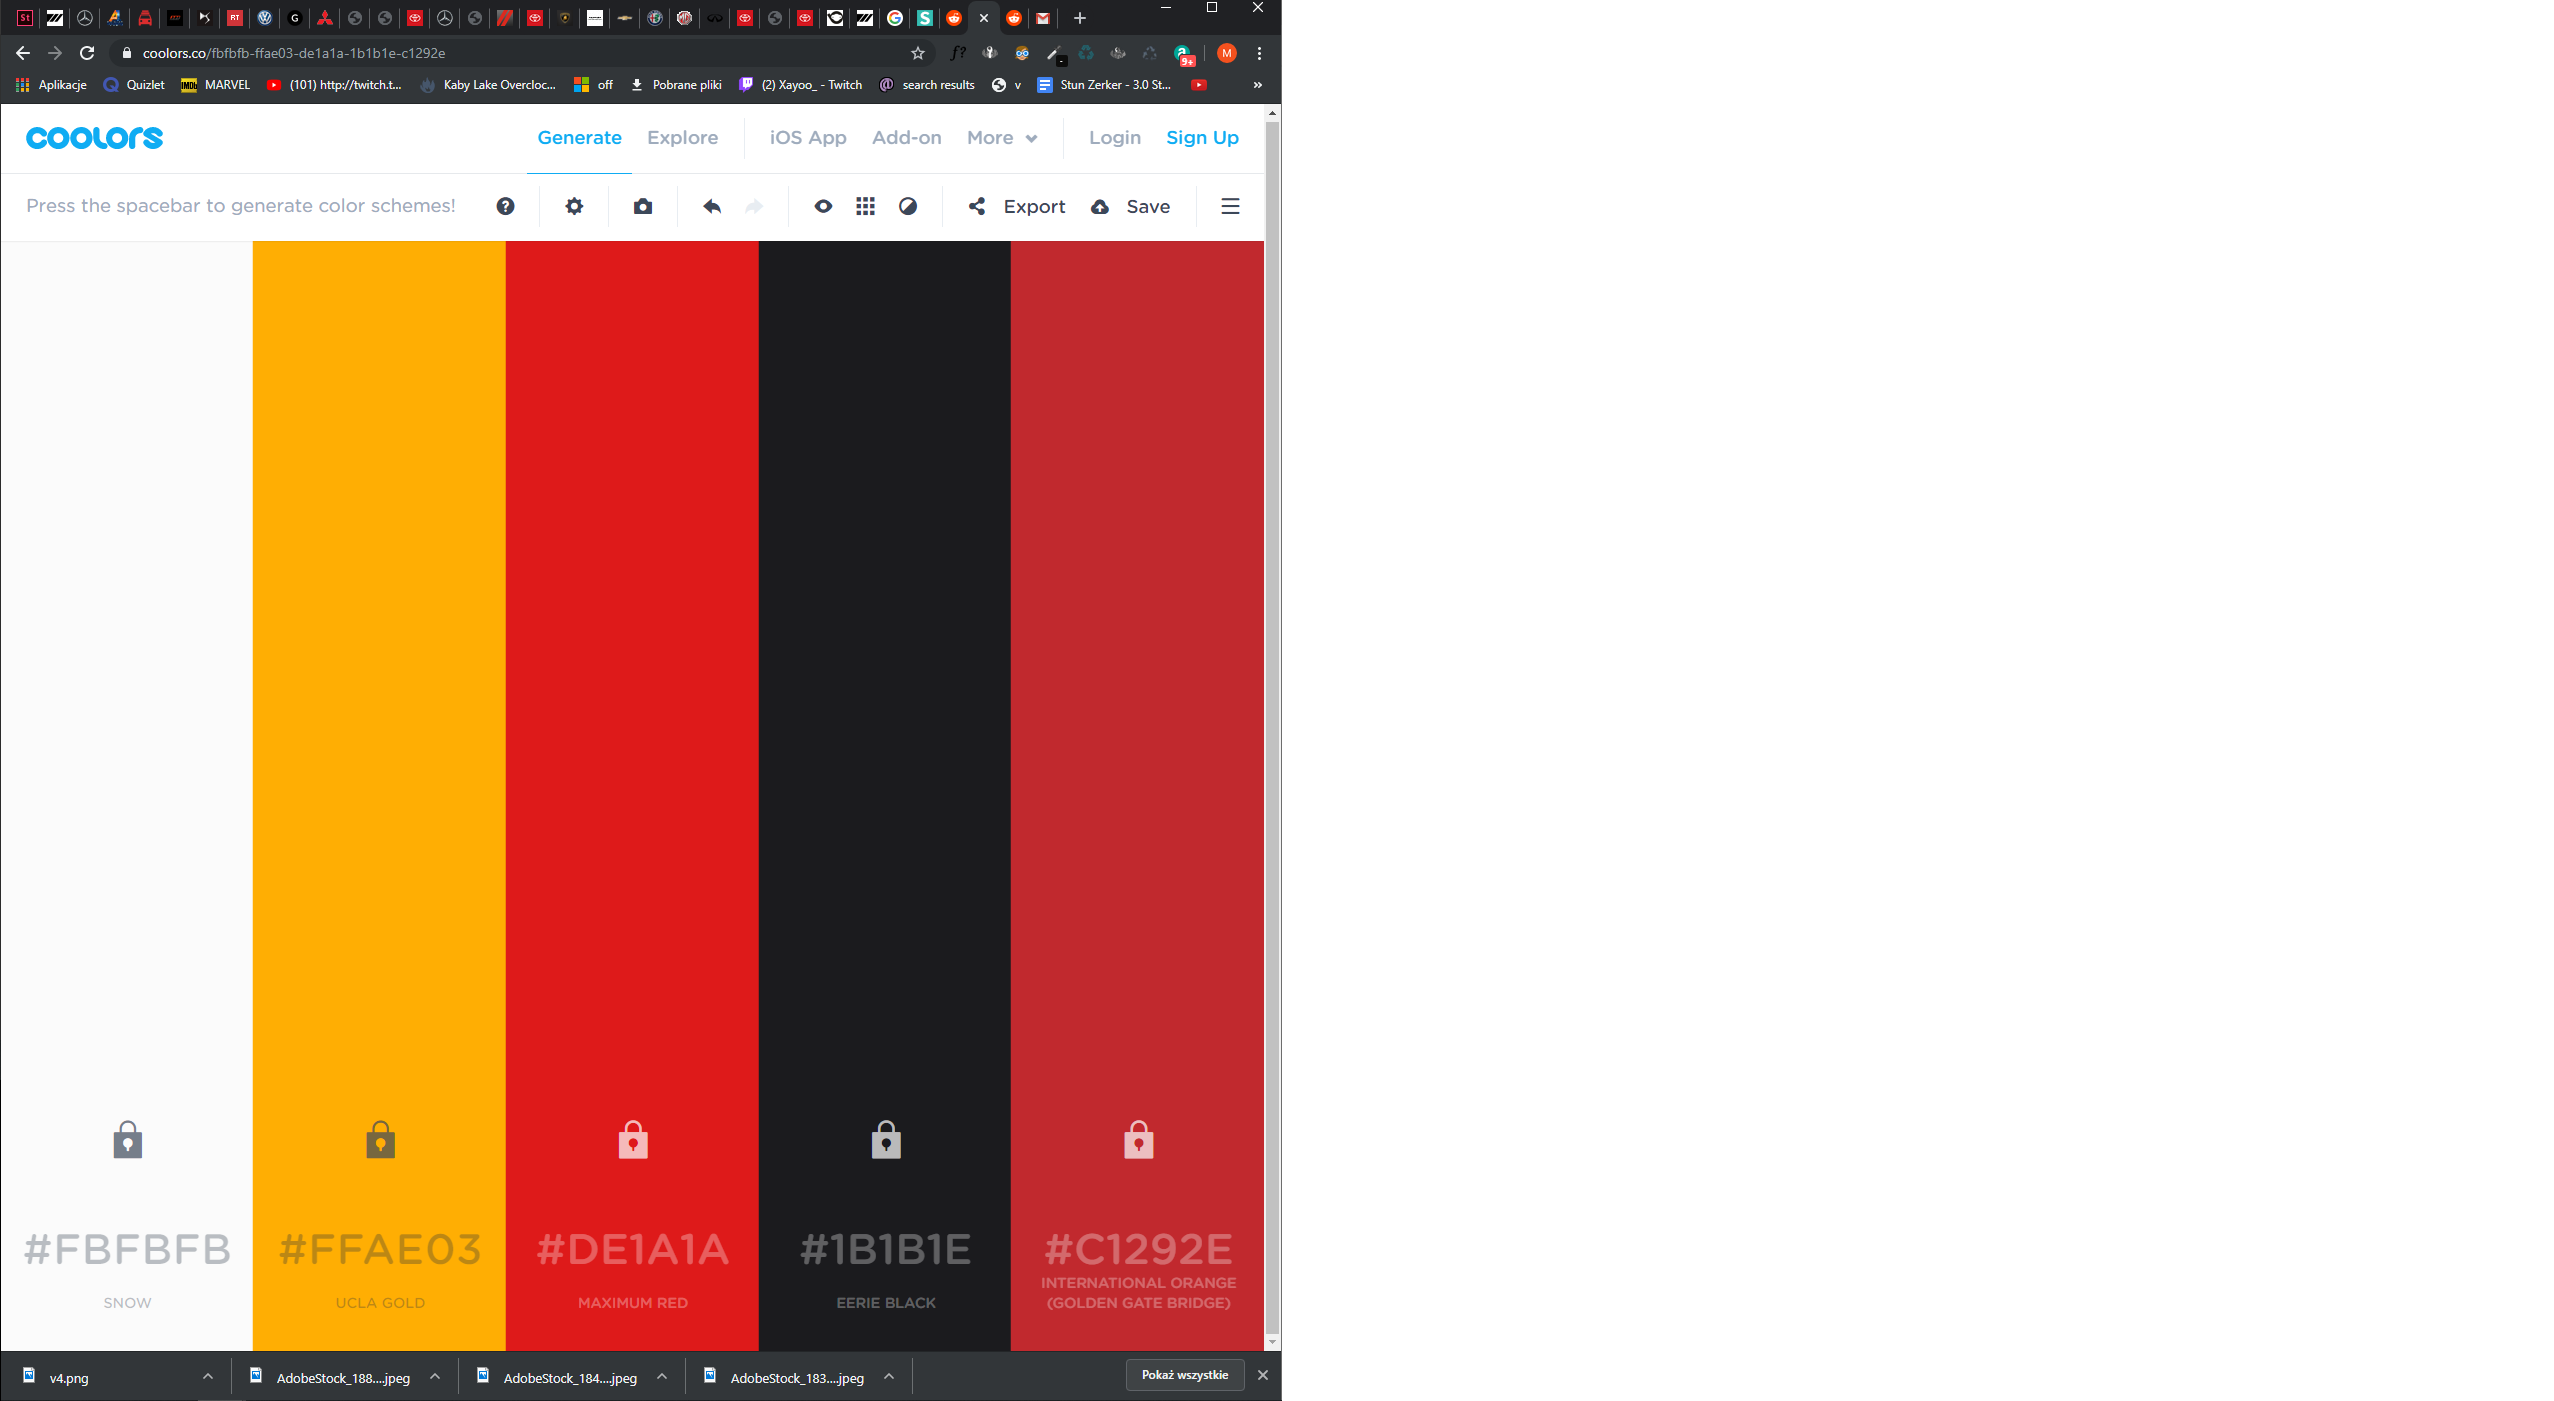 coolors.co/fbfbfb-ffae03-de1a1a-1b1b1e-c1292e
Aplikacje Quizlet MARVEL (101) http://twitch.t... Kaby Lake Overcloc... off Pobrane pliki (2) Xayoo_ - Twitch search results v Stun Zerker - 3.0 St... »
coolors Generate Explore iOS App Add-on More Login Sign Up
Press the spacebar to generate color schemes! Export Save
#FBFBFB
SNOW
#FFAE03
UCLA GOLD
#DE1A1A
MAXIMUM RED
#1B1B1E
EERIE BLACK
#C1292E
INTERNATIONAL ORANGE
(GOLDEN GATE BRIDGE)
v4.png AdobeStock_188....jpeg AdobeStock_184....jpeg AdobeStock_183....jpeg Pokaż wszystkie